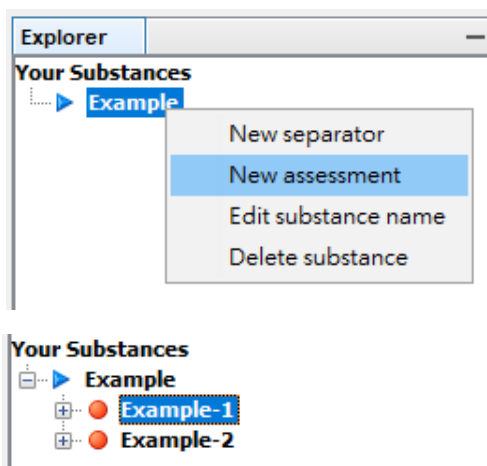 Explorer
Your Substances
Example
New separator
New assessment
Edit substance name
Delete substance
Your Substances
Example
Example-1
Example-2